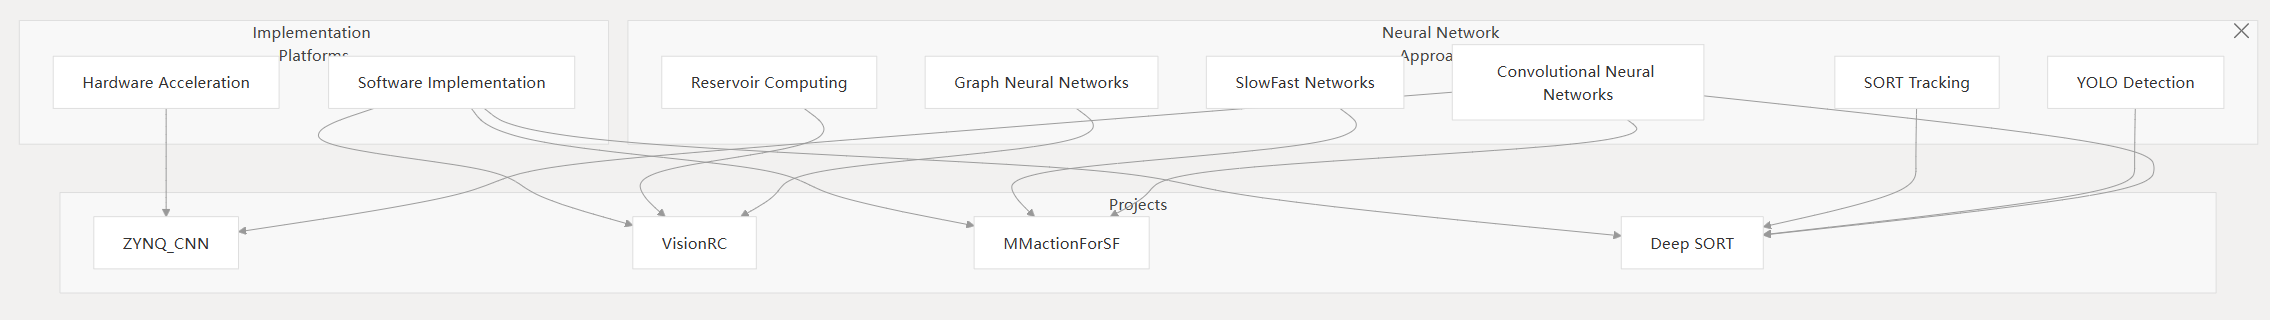 Implementation
Platforms
Neural Network
Hardware Acceleration
Software Implementation
Reservoir Computing
Graph Neural Networks
SlowFast Networks
Convolutional Neural
Networks
SORT Tracking
YOLO Detection
Projects
ZYNQ_CNN
VisionRC
MMactionForSF
Deep SORT